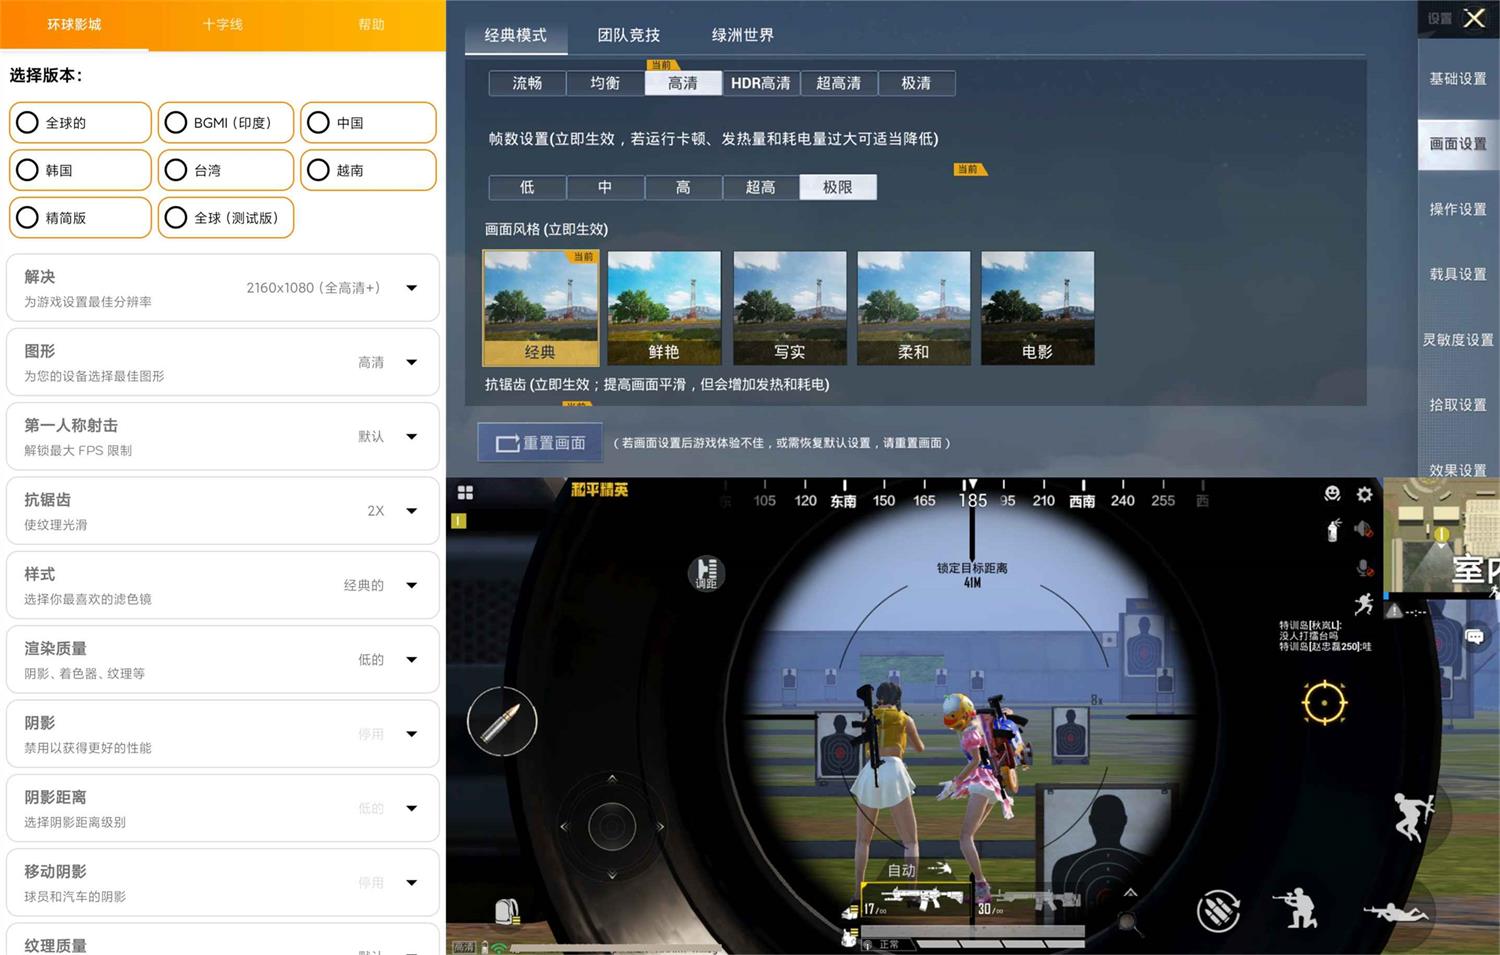 环球影城
十字线
帮助
选择版本：
全球的
BGMI (印度)
中国
韩国
台湾
越南
精简版
全球 (测试版)
解决
为游戏设置最佳分辨率
2160x1080 (全高清+)
图形
为您的设备选择最佳图形
高清
第一人称射击
解锁最大 FPS 限制
默认
抗锯齿
使纹理光滑
2X
样式
选择你最喜欢的滤色镜
经典的
渲染质量
阴影、着色器、纹理等
低的
阴影
禁用以获得更好的性能
停用
阴影距离
选择阴影距离级别
低的
移动阴影
球员和汽车的阴影
停用
纹理质量
默认
经典模式
团队竞技
绿洲世界
设置
当前
流畅
均衡
高清
HDR高清
超高清
极清
帧数设置(立即生效，若运行卡顿、发热量和耗电量过大可适当降低)
当前
低
中
高
超高
极限
画面风格 (立即生效)
当前
经典
鲜艳
写实
柔和
电影
抗锯齿 (立即生效；提高画面平滑，但会增加发热和耗电)
当前
重置画面
(若画面设置后游戏体验不佳，或需恢复默认设置，请重置画面)
基础设置
画面设置
操作设置
载具设置
灵敏度设置
拾取设置
效果设置
和平精英
东
105
120
东南
150
165
185
95
210
西南
240
255
西
调距
锁定目标距离
41M
8x
室内
特训岛[秋岚L]:
没人打擂台吗
特训岛[赵忠磊250]:哇
自动
17/∞
30/∞
正常
高清